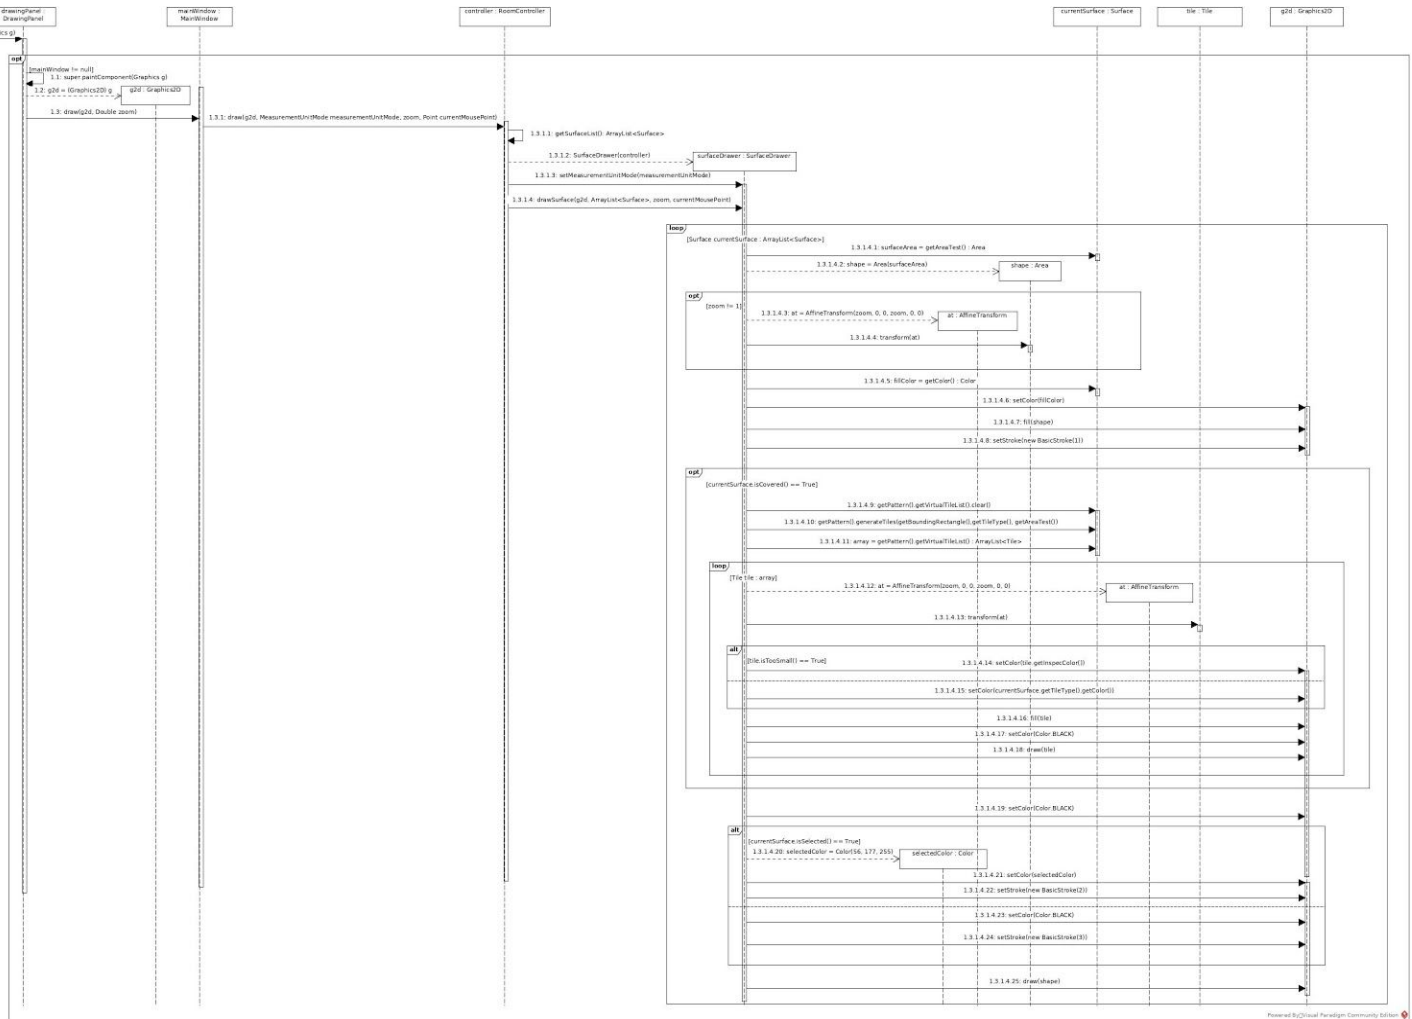 drawingPanel :
DrawingPanel
mainWindow :
MainWindow
controller : RoomController
currentSurface : Surface
tile : Tile
g2d : Graphics2D
ics g)
opt
[mainWindow != null]
1.1: super paintComponent(Graphics g)
1.2: g2d = (Graphics2D) g
g2d : Graphics2D
1.3: draw(g2d, Double zoom)
1.3.1: draw(g2d, MeasurementUnitMode measurementUnitMode, zoom, Point currentMousePoint)
1.3.1.1: getSurfaceList(): ArrayList<Surface>
1.3.1.2: SurfaceDrawer(controller)
surfaceDrawer : SurfaceDrawer
1.3.1.3: setMeasurementUnitMode(measurementUnitMode)
1.3.1.4: drawSurface(g2d, ArrayList<Surface>, zoom, currentMousePoint)
loop
[Surface currentSurface : ArrayList<Surface>]
1.3.1.4.1: surfaceArea = getAreaTest() : Area
1.3.1.4.2: shape = Area(surfaceArea)
shape : Area
opt
[zoom != 1]
1.3.1.4.3: at = AffineTransform(zoom, 0, 0, zoom, 0, 0)
at : AffineTransform
1.3.1.4.4: transform(at)
1.3.1.4.5: fillColor = getColor() : Color
1.3.1.4.6: setColor(fillColor)
1.3.1.4.7: fill(shape)
1.3.1.4.8: setStroke(new BasicStroke(1))
opt
[currentSurface.isCovered() == True]
1.3.1.4.9: getPattern().getVirtualTileList().clear()
1.3.1.4.10: getPattern().generateTiles(getBoundingRectangle(),getTileType(), getAreaTest())
1.3.1.4.11: array = getPattern().getVirtualTileList() : ArrayList<Tile>
loop
[Tile tile : array]
1.3.1.4.12: at = AffineTransform(zoom, 0, 0, zoom, 0, 0)
at : AffineTransform
1.3.1.4.13: transform(at)
alt
[tile.isTooSmall() == True]
1.3.1.4.14: setColor(tile.getInspecColor())
1.3.1.4.15: setColor(currentSurface.getTileType().getColor())
1.3.1.4.16: fill(tile)
1.3.1.4.17: setColor(Color.BLACK)
1.3.1.4.18: draw(tile)
1.3.1.4.19: setColor(Color.BLACK)
alt
[currentSurface.isSelected() == True]
1.3.1.4.20: selectedColor = Color(56, 177, 255)
selectedColor : Color
1.3.1.4.21: setColor(selectedColor)
1.3.1.4.22: setStroke(new BasicStroke(2))
1.3.1.4.23: setColor(Color.BLACK)
1.3.1.4.24: setStroke(new BasicStroke(3))
1.3.1.4.25: draw(shape)
Powered By Visual Paradigm Community Edition